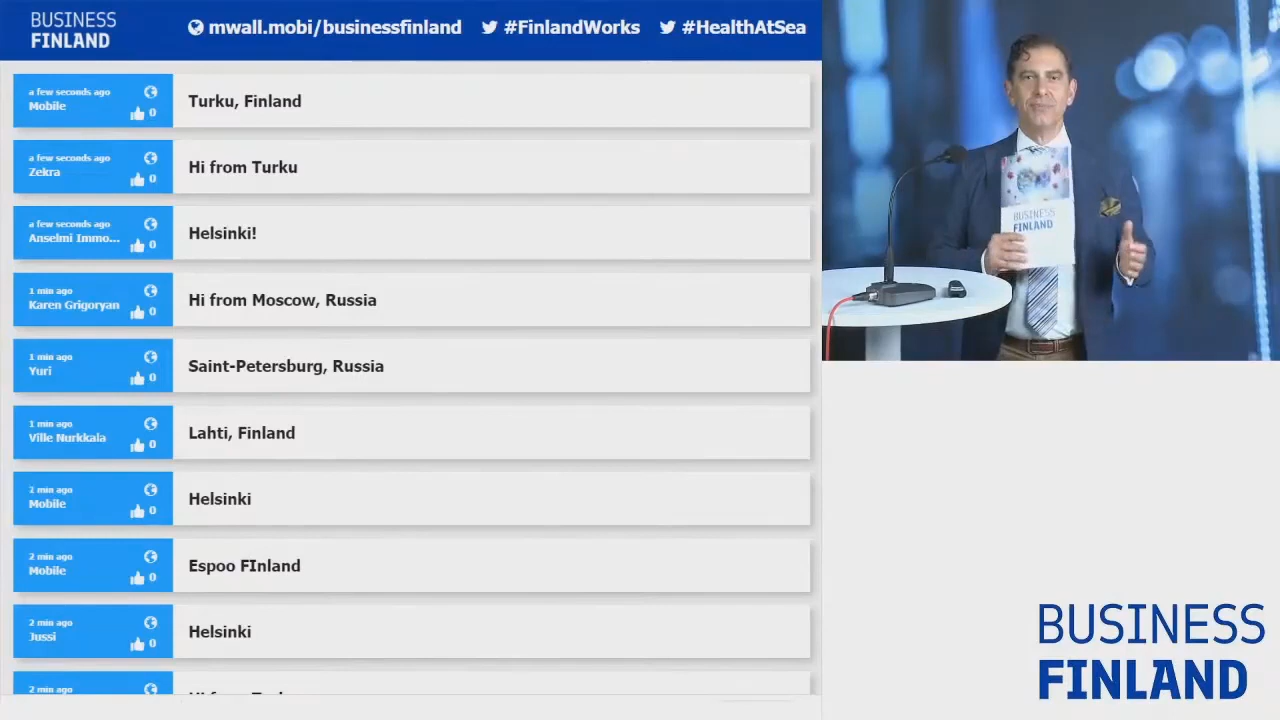 BUSINESS
FINLAND
mwall.mobi/businessfinland #FinlandWorks #HealthAtSea
a few seconds ago
Mobile 0
Turku, Finland
a few seconds ago
Zekra 0
Hi from Turku
a few seconds ago
Anselmi Immo... 0
Helsinki!
1 min ago
Karen Grigoryan 0
Hi from Moscow, Russia
1 min ago
Yuri 0
Saint-Petersburg, Russia
1 min ago
Ville Nurkkala 0
Lahti, Finland
2 min ago
Mobile 0
Helsinki
2 min ago
Mobile 0
Espoo FInland
2 min ago
Jussi 0
Helsinki
2 min ago
BUSINESS
FINLAND
BUSINESS
FINLAND